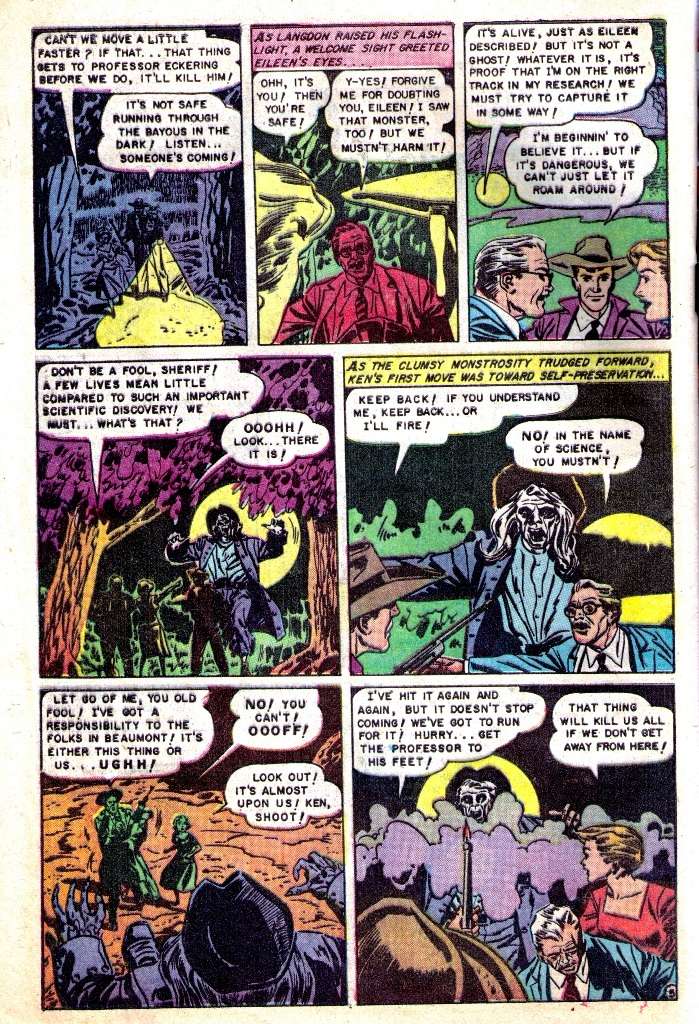 CAN'T WE MOVE A LITTLE
FASTER? IF THAT...THAT THING
GETS TO PROFESSOR ECKERING
BEFORE WE DO, IT'LL KILL HIM!
IT'S NOT SAFE
RUNNING THROUGH
THE BAYOUS IN THE
DARK! LISTEN...
SOMEONE'S COMING!
AS LANGDON RAISED HIS FLASH-
LIGHT, A WELCOME SIGHT GREETED
EILEEN'S EYES....
OHH, IT'S
YOU! THEN
YOU'RE
SAFE!
Y-YES! FORGIVE
ME FOR DOUBTING
YOU, EILEEN! I SAW
THAT MONSTER,
TOO! BUT WE
MUSTN'T HARM IT!
IT'S ALIVE, JUST AS EILEEN
DESCRIBED! BUT IT'S NOT A
GHOST! WHATEVER IT IS, IT'S
PROOF THAT I'M ON THE RIGHT
TRACK IN MY RESEARCH! WE
MUST TRY TO CAPTURE IT
IN SOME WAY!
I'M BEGINNIN' TO
BELIEVE IT...BUT IF
IT'S DANGEROUS, WE
CAN'T JUST LET IT
ROAM AROUND!
DON'T BE A FOOL, SHERIFF!
A FEW LIVES MEAN LITTLE
COMPARED TO SUCH AN IMPORTANT
SCIENTIFIC DISCOVERY! WE
MUST...WHAT'S THAT?
OOOHH!
LOOK...THERE
IT IS!
AS THE CLUMSY MONSTROSITY TRUDGED FORWARD,
KEN'S FIRST MOVE WAS TOWARD SELF-PRESERVATION...
KEEP BACK! IF YOU UNDERSTAND
ME, KEEP BACK...OR
I'LL FIRE!
NO! IN THE NAME
OF SCIENCE,
YOU MUSTN'T!
LET GO OF ME, YOU OLD
FOOL! I'VE GOT A
RESPONSIBILITY TO THE
FOLKS IN BEAUMONT! IT'S
EITHER THIS THING OR
US...UGHH!
NO! YOU
CAN'T!
OOOFF!
LOOK OUT!
IT'S ALMOST
UPON US! KEN,
SHOOT!
I'VE HIT IT AGAIN AND
AGAIN, BUT IT DOESN'T STOP
COMING! WE'VE GOT TO RUN
FOR IT! HURRY...GET
THE PROFESSOR TO
HIS FEET!
THAT THING
WILL KILL US ALL
IF WE DON'T GET
AWAY FROM HERE!